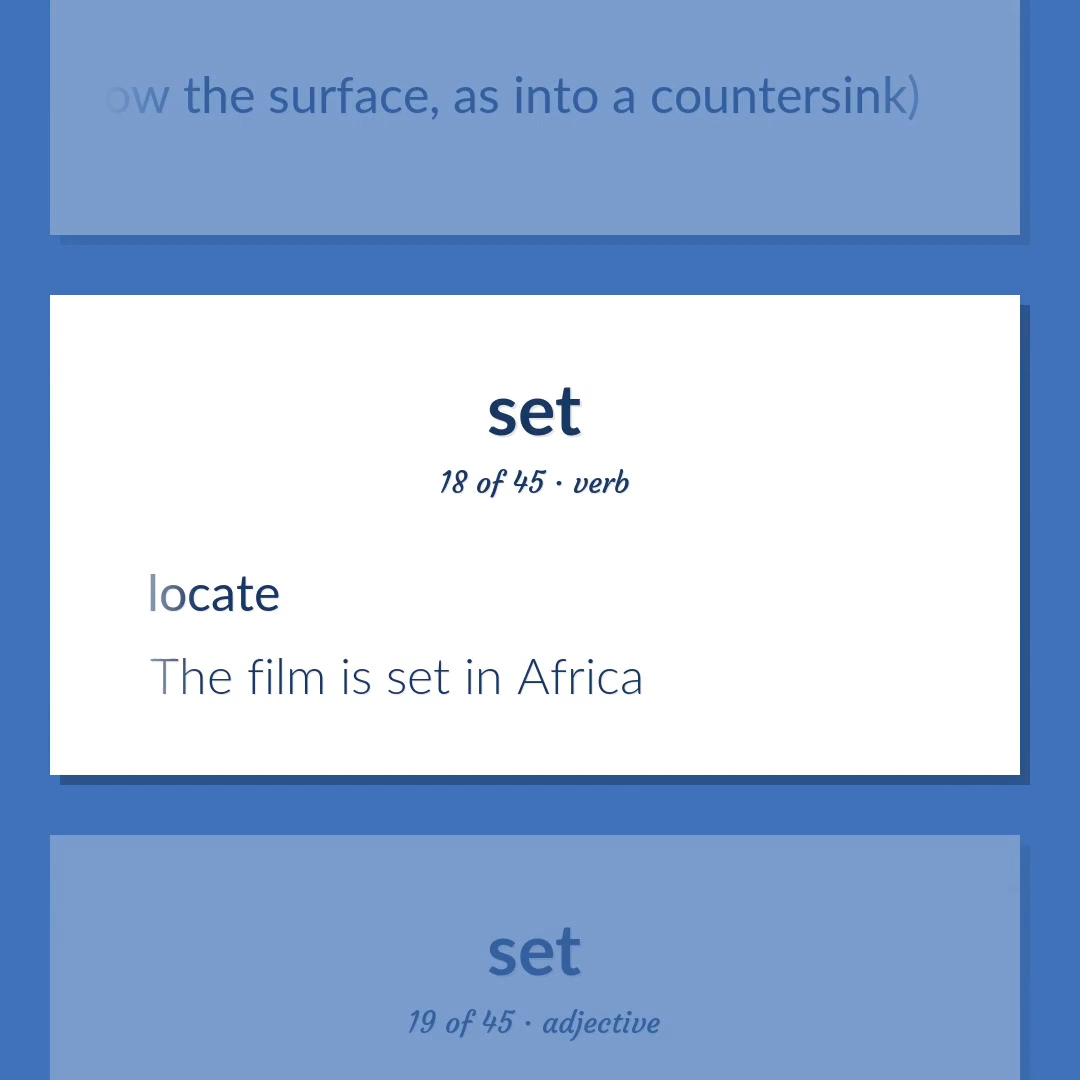 ow the surface, as into a countersink)
set
18 of 45 · verb
locate
The film is set in Africa
set
19 of 45 · adjective